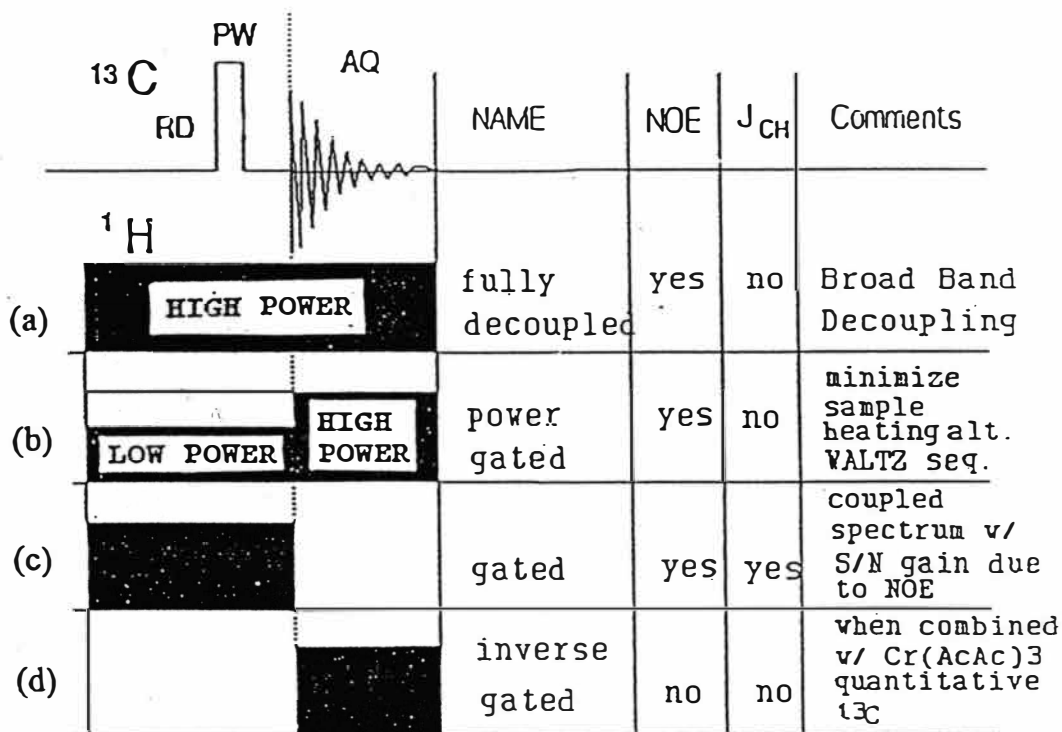 PW
13 C
AQ
RD
NAME
NOE
J CH
Comments
1 H
(a)
HIGH POWER
fully
decoupled
yes
no
Broad Band
Decoupling
(b)
LOW POWER
HIGH
POWER
power
gated
yes
no
minimize
sample
heating alt.
WALTZ seq.
(c)
gated
yes
yes
coupled
spectrum w/
S/N gain due
to NOE
(d)
inverse
gated
no
no
when combined
w/ Cr(AcAc)3
quantitative
13C